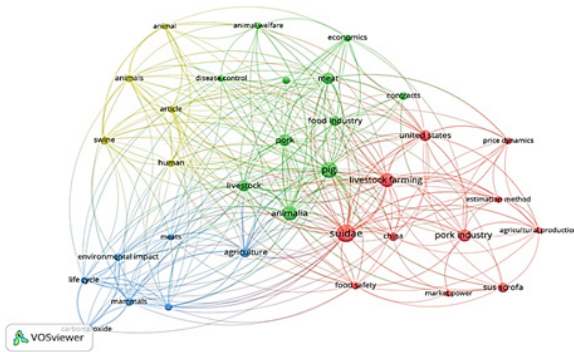 animal
animal welfare
economics
animals
disease control
meat
contracts
article
food industry
swine
pork
united states
price dynamics
human
pig
livestock
livestock farming
estimation method
animalia
suidae
china
pork industry
agricultural production
meats
agriculture
environmental impact
life cycle
food safety
mammals
market power
sus scrofa
carbon dioxide
VOSviewer